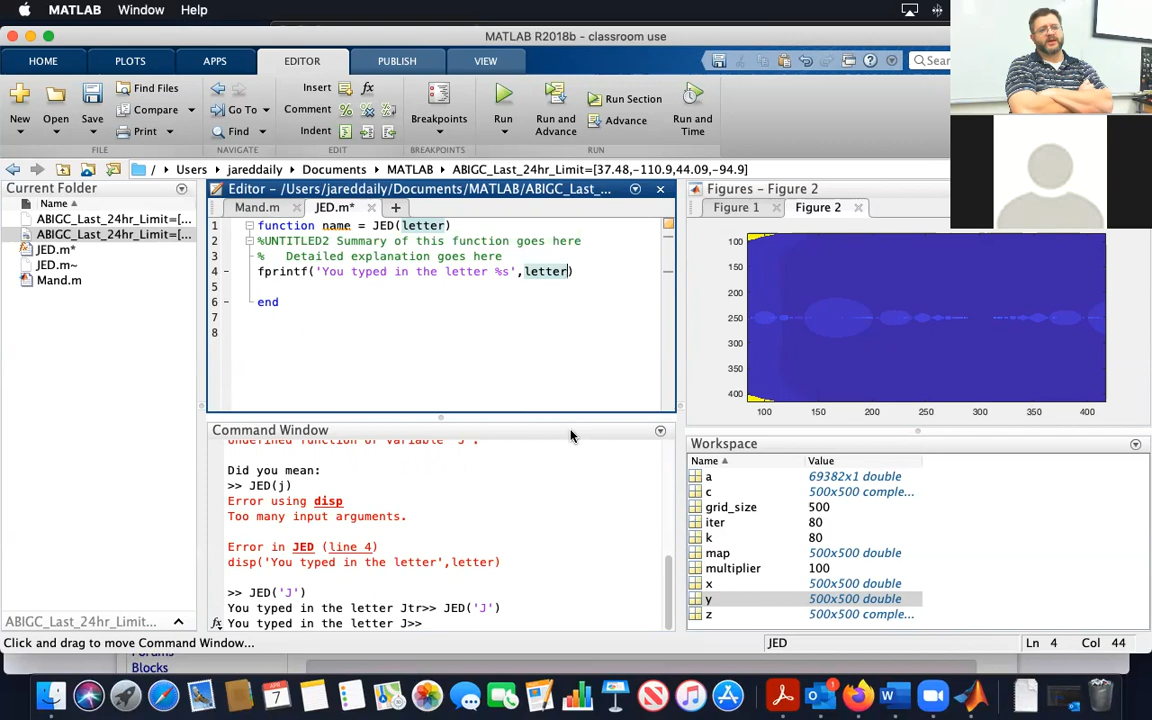 MATLAB Window Help
MATLAB R2018b - classroom use
HOME PLOTS APPS EDITOR PUBLISH VIEW
New Open Save Find Files Compare Print
FILE
Go To Find
NAVIGATE
Insert fx
Comment
Indent
EDIT
Breakpoints
BREAKPOINTS
Run Run and Advance Run Section Advance Run and Time
RUN
/ Users jareddaily Documents MATLAB ABIGC_Last_24hr_Limit=[37.48,-110.9,44.09,-94.9]
Current Folder
Name
ABIGC_Last_24hr_Limit=[...
ABIGC_Last_24hr_Limit=[...
JED.m*
JED.m~
Mand.m
ABIGC_Last_24hr_Limit...
Editor - /Users/jareddaily/Documents/MATLAB/ABIGC_Last_...
Mand.m JED.m* +
1 function name = JED(letter)
2 %UNTITLED2 Summary of this function goes here
3 % Detailed explanation goes here
4 - fprintf('You typed in the letter %s',letter)
5
6 - end
7
8
Command Window
Did you mean:
>> JED(j)
Error using disp
Too many input arguments.
Error in JED (line 4)
disp('You typed in the letter',letter)
>> JED('J')
You typed in the letter Jtr>> JED('J')
You typed in the letter J>>
Figures - Figure 2
Figure 1 Figure 2
100
150
200
250
300
350
400
100 150 200 250 300 350 400
Workspace
Name Value
a 69382x1 double
c 500x500 comple...
grid_size 500
iter 80
k 80
map 500x500 double
multiplier 100
x 500x500 double
y 500x500 double
z 500x500 comple...
Click and drag to move Command Window...
JED
Ln 4 Col 44
Blocks